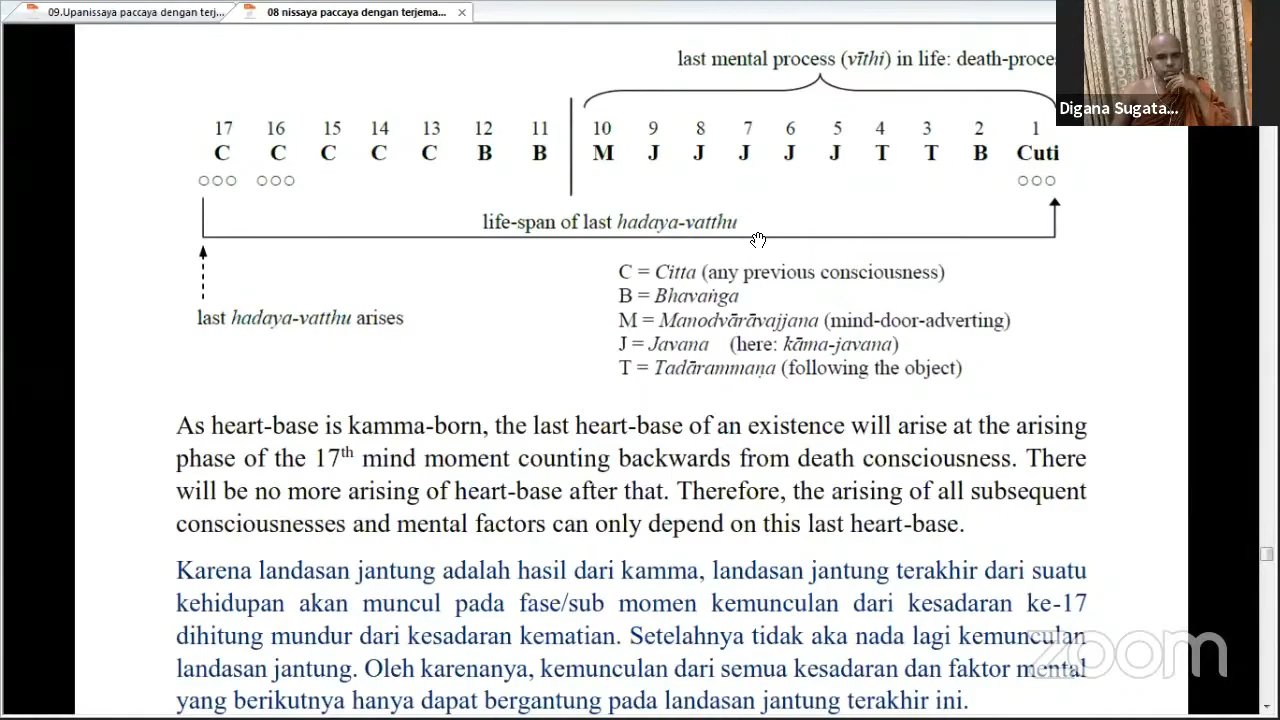 09.Upanissaya paccaya dengan terj...
08 nissaya paccaya dengan terjema...
last mental process (vīthi) in life: death-proce
Digana Sugata...
17 16 15 14 13 12 11 10 9 8 7 6 5 4 3 2 1
C C C C C B B M J J J J J T T B Cuti
life-span of last hadaya-vatthu
C = Citta (any previous consciousness)
B = Bhavaṅga
last hadaya-vatthu arises
M = Manodvārāvajjana (mind-door-adverting)
J = Javana (here: kāma-javana)
T = Tadārammaṇa (following the object)
As heart-base is kamma-born, the last heart-base of an existence will arise at the arising
phase of the 17th mind moment counting backwards from death consciousness. There
will be no more arising of heart-base after that. Therefore, the arising of all subsequent
consciousnesses and mental factors can only depend on this last heart-base.
Karena landasan jantung adalah hasil dari kamma, landasan jantung terakhir dari suatu
kehidupan akan muncul pada fase/sub momen kemunculan dari kesadaran ke-17
dihitung mundur dari kesadaran kematian. Setelahnya tidak aka nada lagi kemunculan
landasan jantung. Oleh karenanya, kemunculan dari semua kesadaran dan faktor mental
yang berikutnya hanya dapat bergantung pada landasan jantung terakhir ini.
zoom